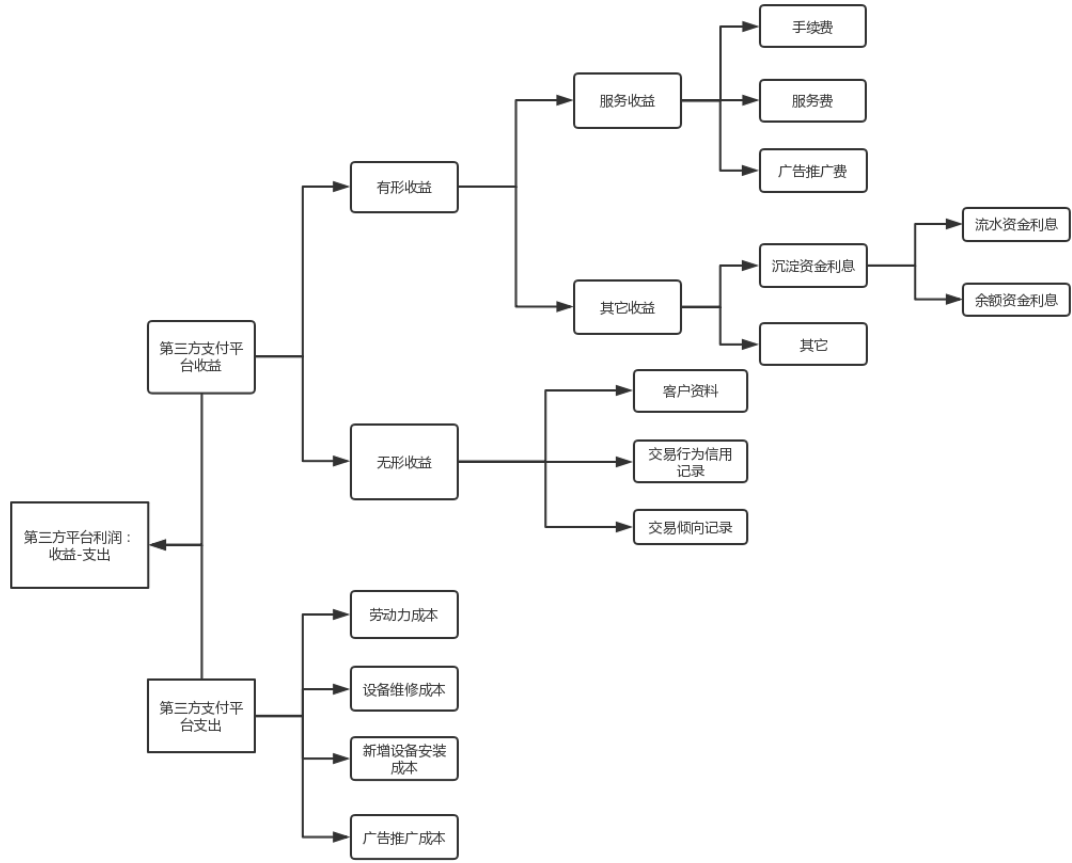 手续费
服务收益
服务费
广告推广费
有形收益
流水资金利息
沉淀资金利息
余额资金利息
其它收益
其它
第三方支付平
台收益
客户资料
无形收益
交易行为信用
记录
交易倾向记录
第三方平台利润：
收益-支出
劳动力成本
设备维修成本
第三方支付平
台支出
新增设备安装
成本
广告推广成本